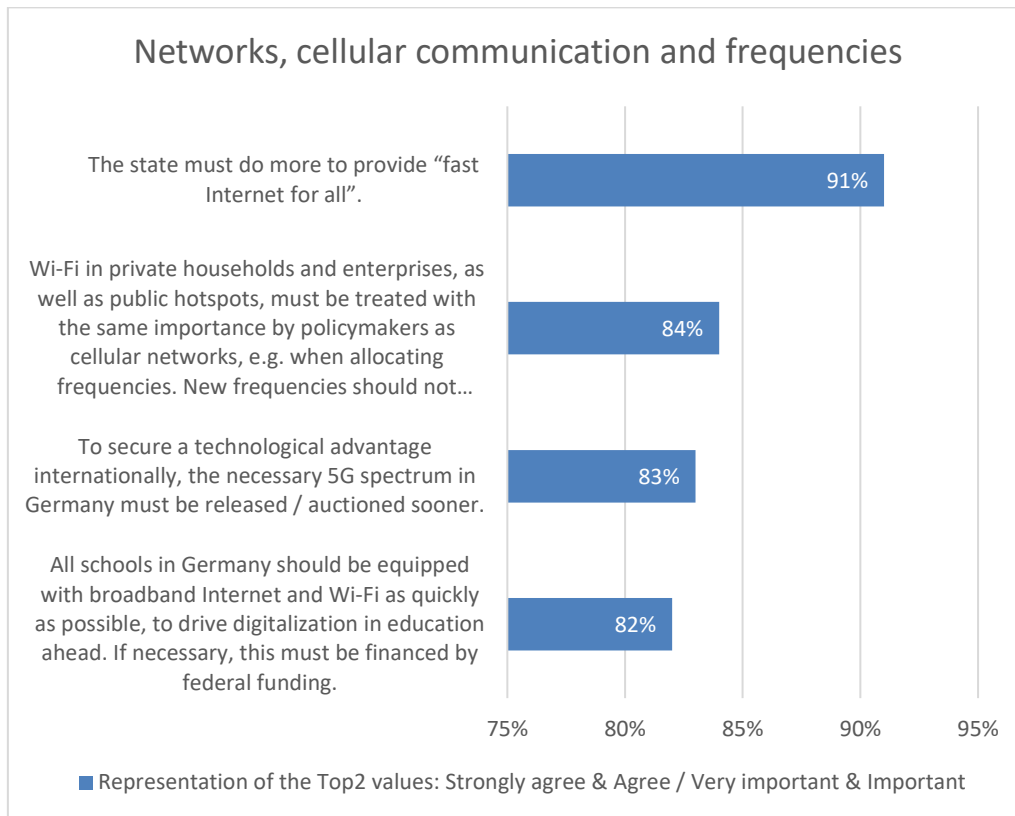 Networks, cellular communication and frequencies
The state must do more to provide “fast
Internet for all”.
91%
Wi-Fi in private households and enterprises, as
well as public hotspots, must be treated with
the same importance by policymakers as
cellular networks, e.g. when allocating
frequencies. New frequencies should not…
84%
To secure a technological advantage
internationally, the necessary 5G spectrum in
Germany must be released / auctioned sooner.
83%
All schools in Germany should be equipped
with broadband Internet and Wi-Fi as quickly
as possible, to drive digitalization in education
ahead. If necessary, this must be financed by
federal funding.
82%
75% 80% 85% 90% 95%
Representation of the Top2 values: Strongly agree & Agree / Very important & Important